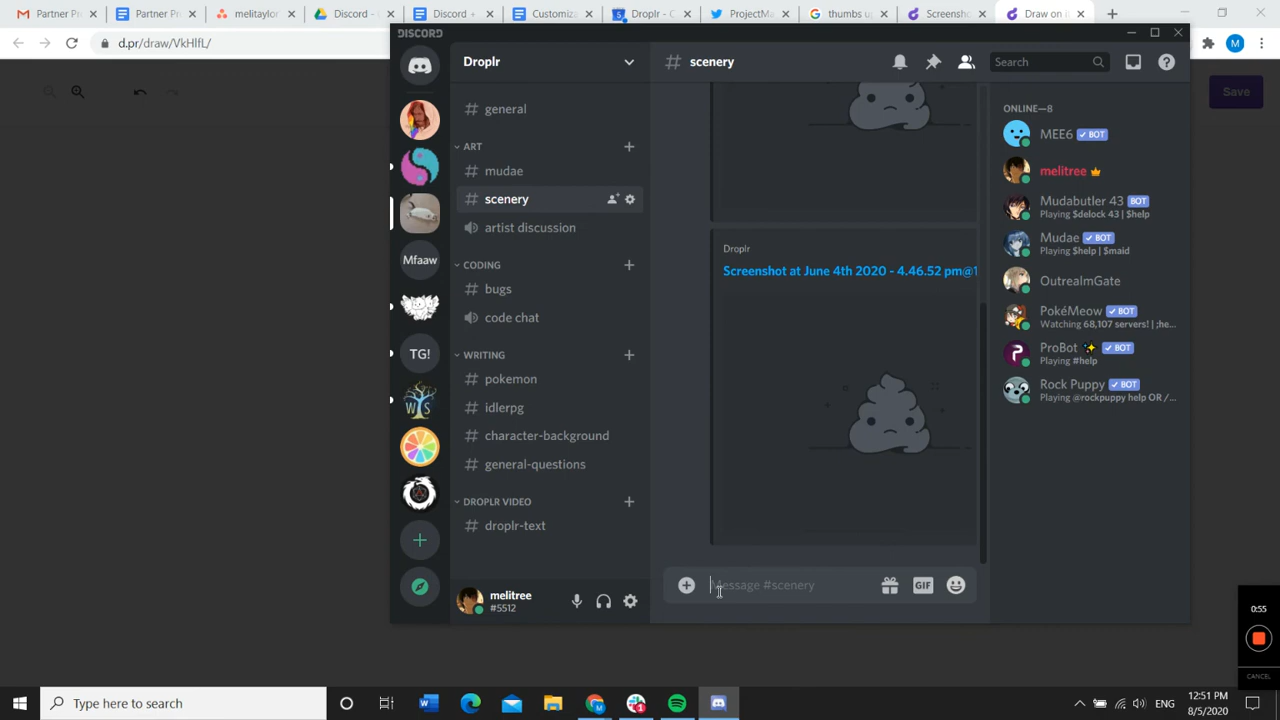 Partner Pr
Partner Pr
melitaylor
Discord -
Discord +
Customiza
Droplr - C
ProjectMa
thumbs u
Screensho
Draw on i
d.pr/draw/VkHIfL/
Save
DISCORD
Droplr
scenery
Search
general
ART
mudae
scenery
artist discussion
Mfaaw
CODING
bugs
code chat
TG!
WRITING
pokemon
idlerpg
character-background
general-questions
DROPLR VIDEO
droplr-text
melitree
#5512
Droplr
Screenshot at June 4th 2020 - 4.46.52 pm@1
Message #scenery
GIF
ONLINE—8
MEE6 BOT
melitree
Mudabutler 43 BOT
Playing $delock 43 | $help
Mudae BOT
Playing $help | $maid
OutrealmGate
PokéMeow BOT
Watching 68,107 servers! | ;he...
ProBot BOT
Playing #help
Rock Puppy BOT
Playing @rockpuppy help OR /...
0:55
CANCEL
Type here to search
ENG
12:51 PM
8/5/2020